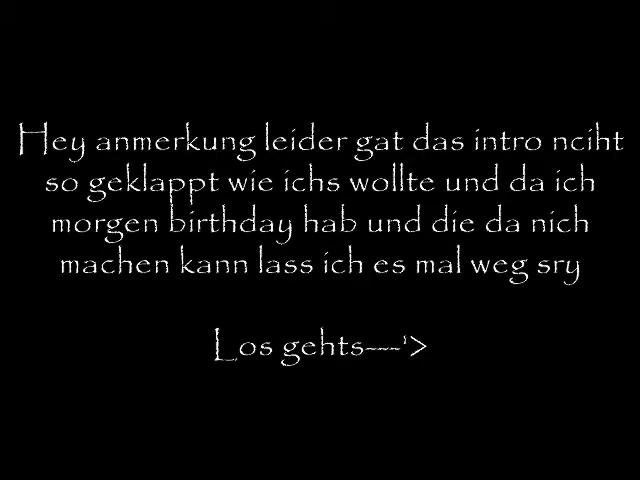 Hey anmerkung leider gat das intro nciht
so geklappt wie ichs wollte und da ich
morgen birthday hab und die da nich
machen kann lass ich es mal weg sry
Los gehts----'>